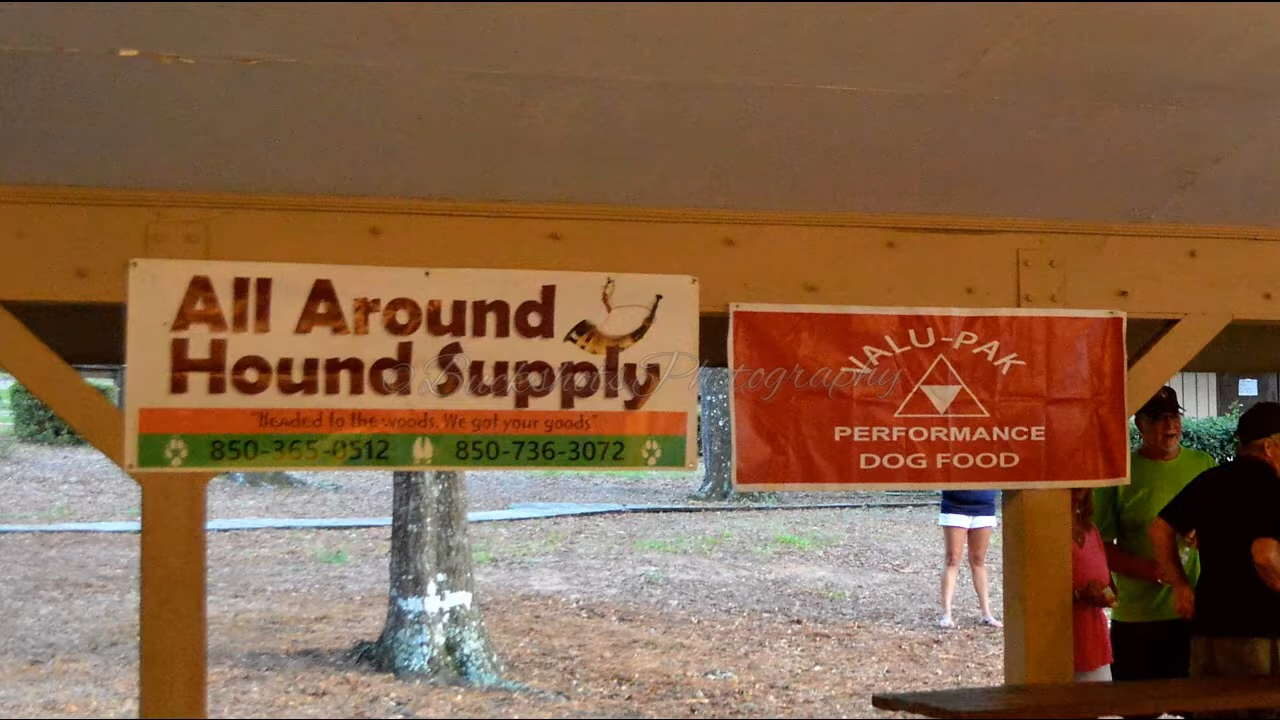 All Around
Hound Supply
"Headed to the woods. We got your goods"
850-365-0512 850-736-3072
VALU-PAK
PERFORMANCE
DOG FOOD
Photography